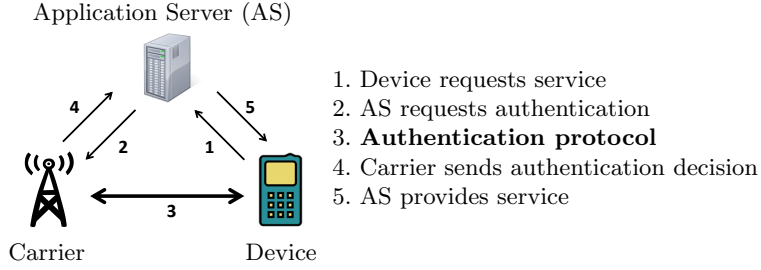 Application Server (AS)
4
5
2
1
3
Carrier
Device
1. Device requests service
2. AS requests authentication
3. Authentication protocol
4. Carrier sends authentication decision
5. AS provides service